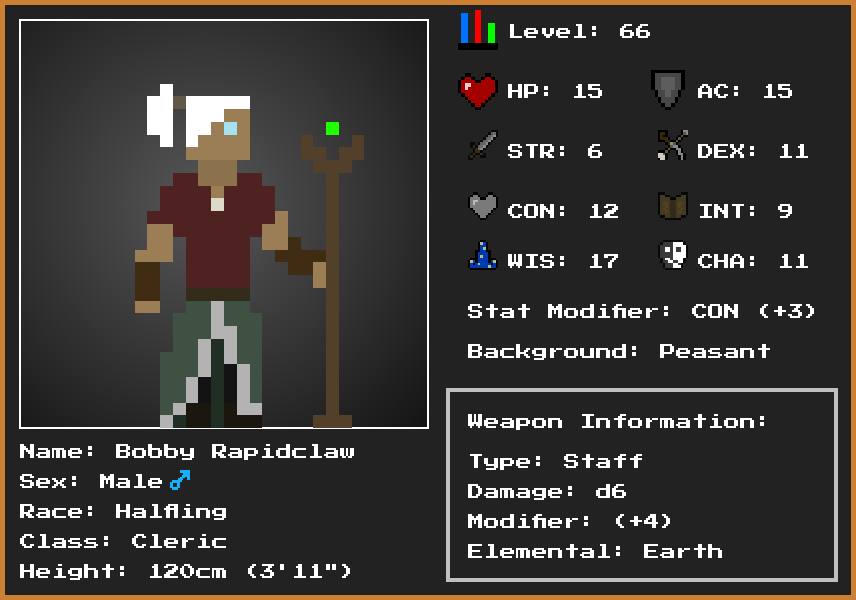 Level: 66
HP: 15 AC: 15
STR: 6 DEX: 11
CON: 12 INT: 9
WIS: 17 CHA: 11
Stat Modifier: CON (+3)
Background: Peasant
Weapon Information:
Type: Staff
Damage: d6
Modifier: (+4)
Elemental: Earth
Name: Bobby Rapidclaw
Sex: Male ♂
Race: Halfling
Class: Cleric
Height: 120cm (3'11")